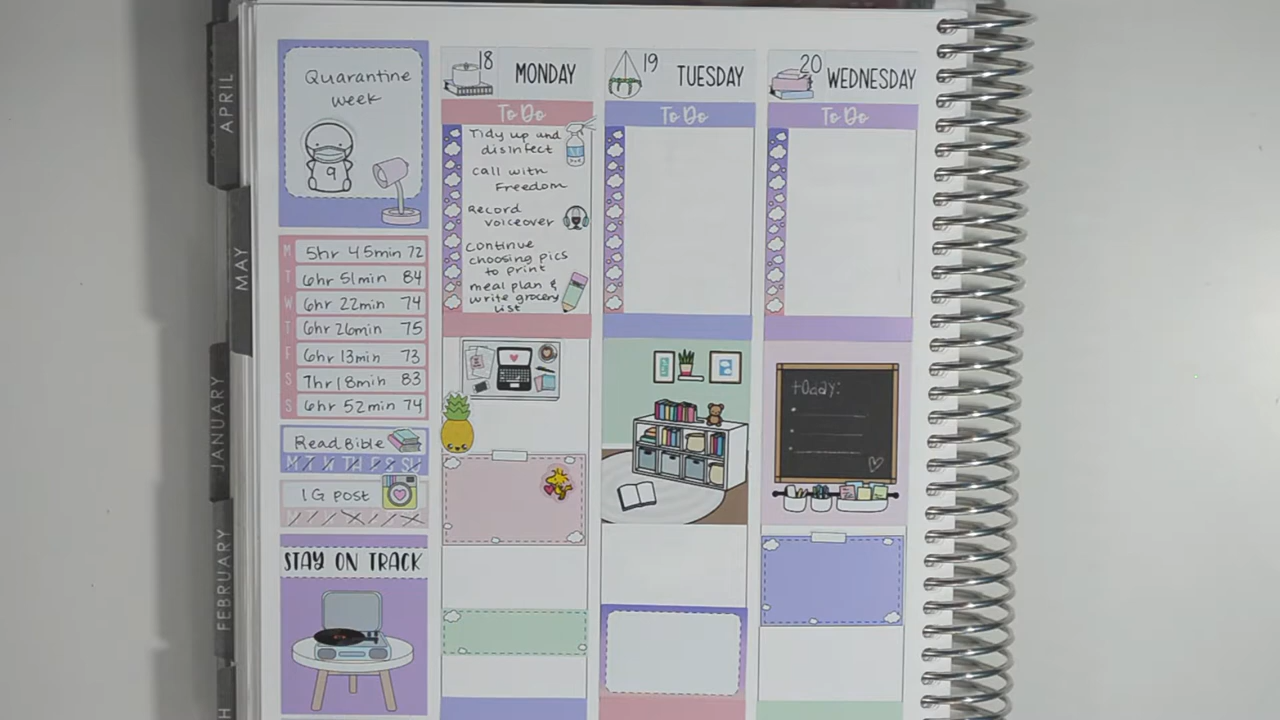 APRIL
MAY
JANUARY
FEBRUARY
Quarantine
week
9
M 5hr 45min 72
T 6hr 51min 84
W 6hr 22min 74
T 6hr 26min 75
F 6hr 13min 73
S 7hr 18min 83
S 6hr 52min 74
Read Bible
M T W TH F S SU
IG post
STAY ON TRACK
18 MONDAY
To Do
Tidy up and
disinfect
call with
Freedom
Record
voiceover
Continue
choosing pics
to print
meal plan &
write grocery
list
19 TUESDAY
To Do
20 WEDNESDAY
To Do
today: